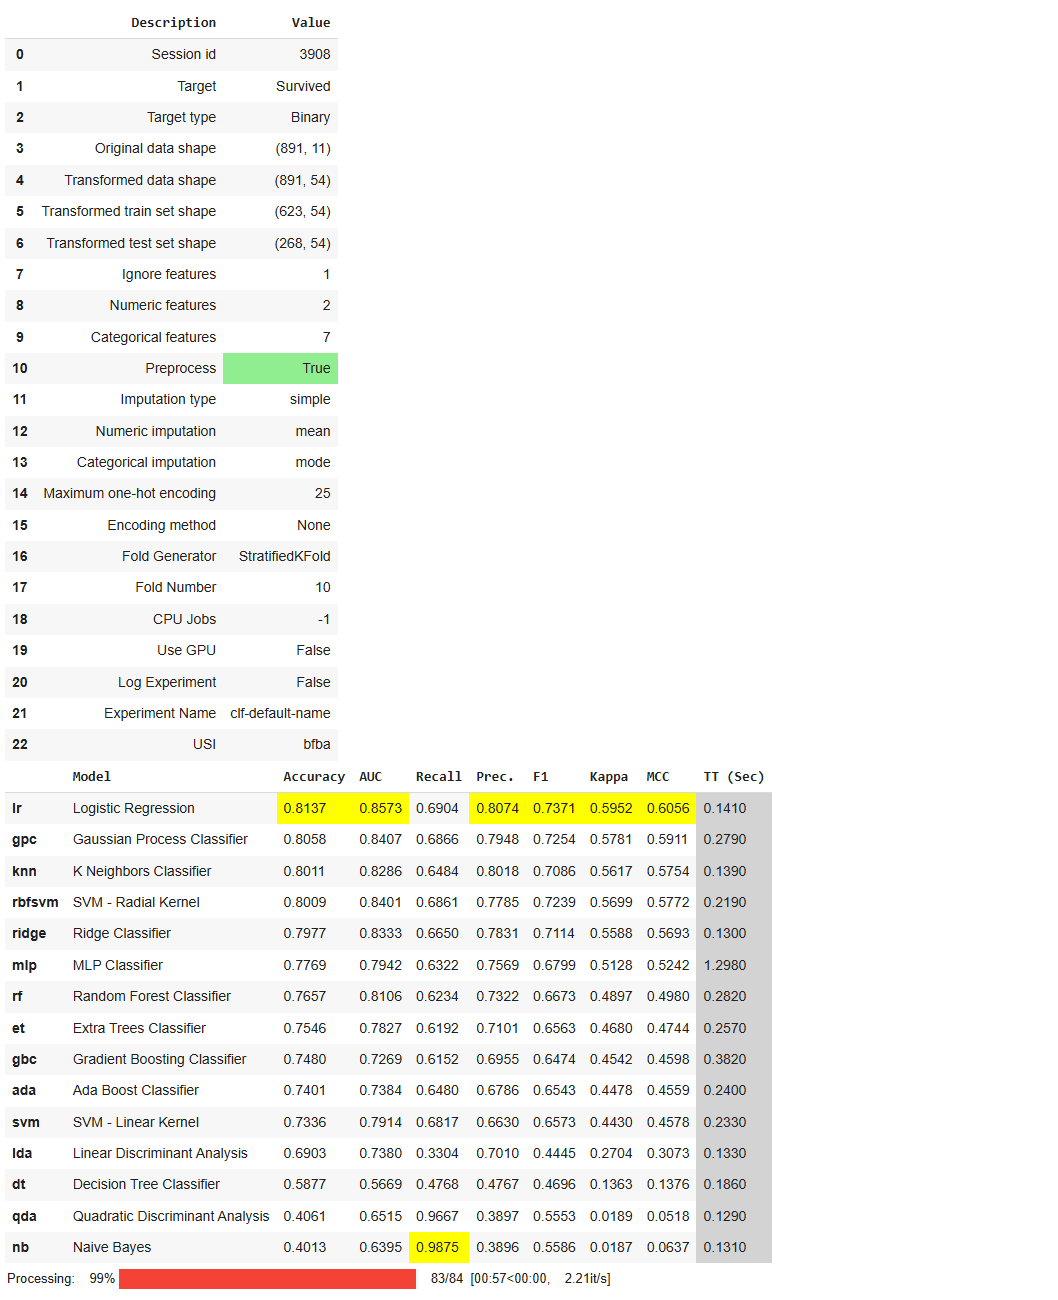 Description Value
0 Session id 3908
1 Target Survived
2 Target type Binary
3 Original data shape (891, 11)
4 Transformed data shape (891, 54)
5 Transformed train set shape (623, 54)
6 Transformed test set shape (268, 54)
7 Ignore features 1
8 Numeric features 2
9 Categorical features 7
10 Preprocess True
11 Imputation type simple
12 Numeric imputation mean
13 Categorical imputation mode
14 Maximum one-hot encoding 25
15 Encoding method None
16 Fold Generator StratifiedKFold
17 Fold Number 10
18 CPU Jobs -1
19 Use GPU False
20 Log Experiment False
21 Experiment Name clf-default-name
22 USI bfba
Model Accuracy AUC Recall Prec. F1 Kappa MCC TT (Sec)
lr Logistic Regression 0.8137 0.8573 0.6904 0.8074 0.7371 0.5952 0.6056 0.1410
gpc Gaussian Process Classifier 0.8058 0.8407 0.6866 0.7948 0.7254 0.5781 0.5911 0.2790
knn K Neighbors Classifier 0.8011 0.8286 0.6484 0.8018 0.7086 0.5617 0.5754 0.1390
rbfsvm SVM - Radial Kernel 0.8009 0.8401 0.6861 0.7785 0.7239 0.5699 0.5772 0.2190
ridge Ridge Classifier 0.7977 0.8333 0.6650 0.7831 0.7114 0.5588 0.5693 0.1300
mlp MLP Classifier 0.7769 0.7942 0.6322 0.7569 0.6799 0.5128 0.5242 1.2980
rf Random Forest Classifier 0.7657 0.8106 0.6234 0.7322 0.6673 0.4897 0.4980 0.2820
et Extra Trees Classifier 0.7546 0.7827 0.6192 0.7101 0.6563 0.4680 0.4744 0.2570
gbc Gradient Boosting Classifier 0.7480 0.7269 0.6152 0.6955 0.6474 0.4542 0.4598 0.3820
ada Ada Boost Classifier 0.7401 0.7384 0.6480 0.6786 0.6543 0.4478 0.4559 0.2400
svm SVM - Linear Kernel 0.7336 0.7914 0.6817 0.6630 0.6573 0.4430 0.4578 0.2330
lda Linear Discriminant Analysis 0.6903 0.7380 0.3304 0.7010 0.4445 0.2704 0.3073 0.1330
dt Decision Tree Classifier 0.5877 0.5669 0.4768 0.4767 0.4696 0.1363 0.1376 0.1860
qda Quadratic Discriminant Analysis 0.4061 0.6515 0.9667 0.3897 0.5553 0.0189 0.0518 0.1290
nb Naive Bayes 0.4013 0.6395 0.9875 0.3896 0.5586 0.0187 0.0637 0.1310
Processing: 99% 83/84 [00:57<00:00, 2.21it/s]